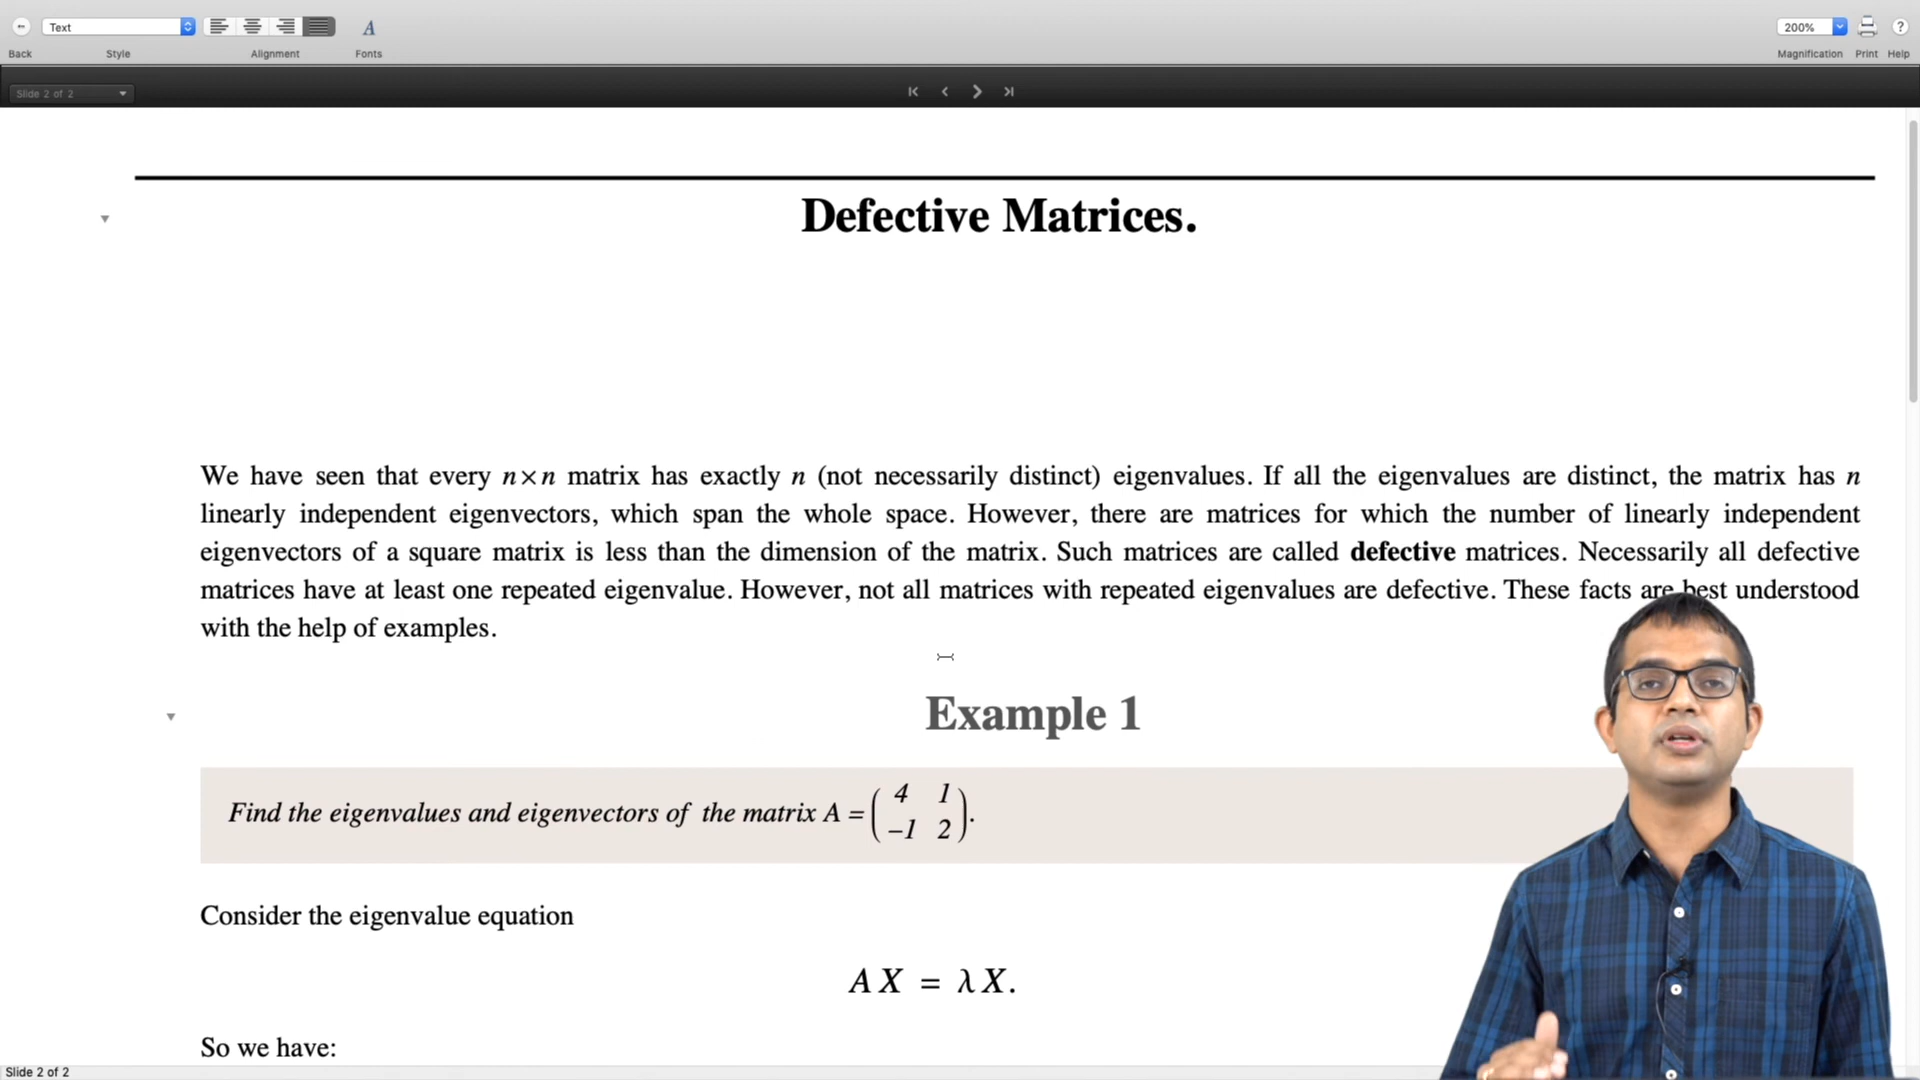 Text
200%
Back
Style
Alignment
Fonts
Magnification
Print
Help
Slide 2 of 2
Defective Matrices.
We have seen that every n×n matrix has exactly n (not necessarily distinct) eigenvalues. If all the eigenvalues are distinct, the matrix has n
linearly independent eigenvectors, which span the whole space. However, there are matrices for which the number of linearly independent
eigenvectors of a square matrix is less than the dimension of the matrix. Such matrices are called defective matrices. Necessarily all defective
matrices have at least one repeated eigenvalue. However, not all matrices with repeated eigenvalues are defective. These facts are best understood
with the help of examples.
Example 1
Find the eigenvalues and eigenvectors of the matrix A = ( 4 1
–1 2 ).
Consider the eigenvalue equation
A X = λ X.
So we have:
Slide 2 of 2